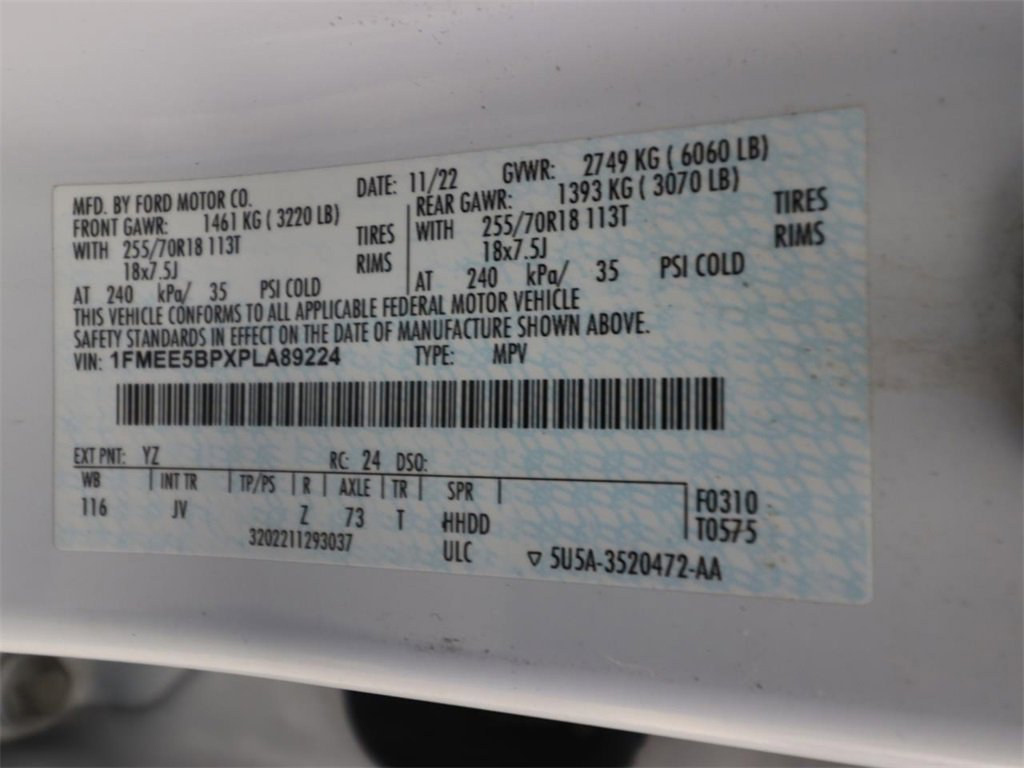 MFD. BY FORD MOTOR CO. DATE: 11/22 GVWR: 2749 KG ( 6060 LB)
FRONT GAWR: 1461 KG ( 3220 LB) REAR GAWR: 1393 KG ( 3070 LB)
WITH 255/70R18 113T TIRES WITH 255/70R18 113T TIRES
18x7.5J RIMS 18x7.5J RIMS
AT 240 kPa/ 35 PSI COLD AT 240 kPa/ 35 PSI COLD
THIS VEHICLE CONFORMS TO ALL APPLICABLE FEDERAL MOTOR VEHICLE
SAFETY STANDARDS IN EFFECT ON THE DATE OF MANUFACTURE SHOWN ABOVE.
VIN: 1FMEE5BPXPLA89224 TYPE: MPV
EXT PNT: YZ RC: 24 DSO:
WB INT TR TP/PS R AXLE TR SPR F0310
116 JV Z 73 T HHDD T0575
3202211293037 ULC ▽ 5U5A-3520472-AA